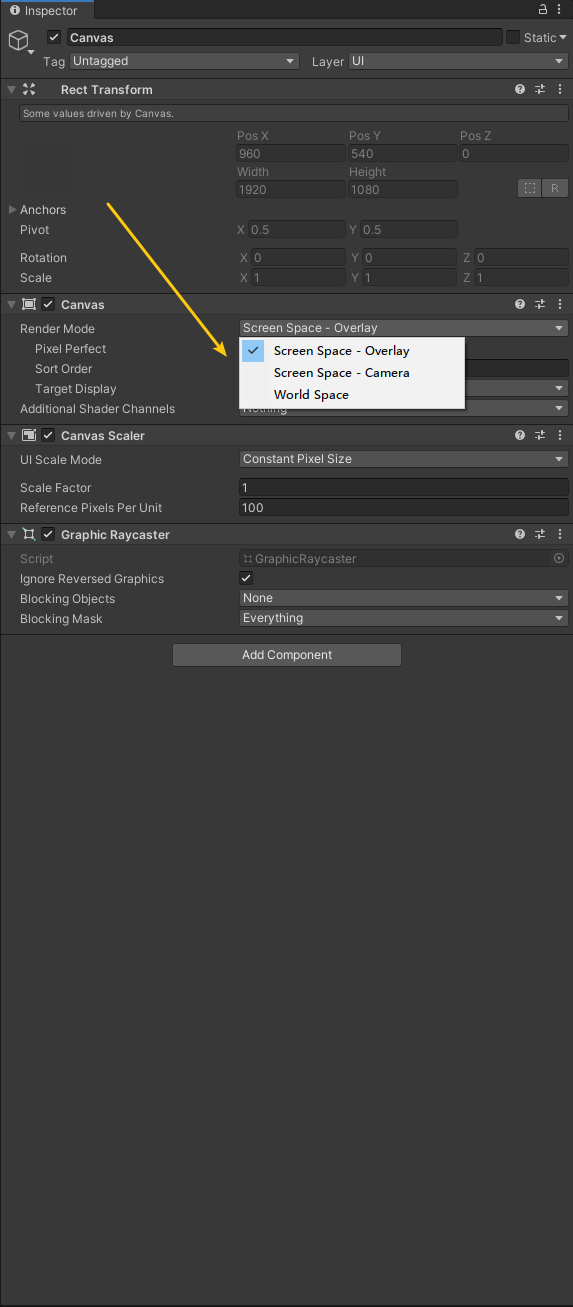 Inspector
Canvas Static
Tag Untagged Layer UI
Rect Transform
Some values driven by Canvas.
Pos X Pos Y Pos Z
960 540 0
Width Height
1920 1080
R
Anchors
Pivot X 0.5 Y 0.5
Rotation X 0 Y 0 Z 0
Scale X 1 Y 1 Z 1
Canvas
Render Mode Screen Space - Overlay
Pixel Perfect Screen Space - Overlay
Sort Order Screen Space - Camera
Target Display World Space
Additional Shader Channels Nothing
Canvas Scaler
UI Scale Mode Constant Pixel Size
Scale Factor 1
Reference Pixels Per Unit 100
Graphic Raycaster
Script GraphicRaycaster
Ignore Reversed Graphics
Blocking Objects None
Blocking Mask Everything
Add Component